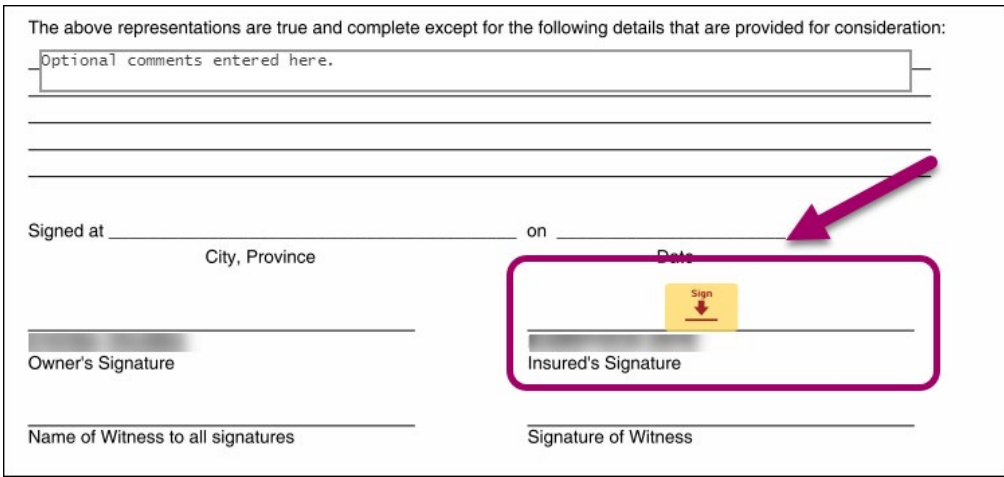 The above representations are true and complete except for the following details that are provided for consideration:
Optional comments entered here.
Signed at on
City, Province Date
Sign
Owner's Signature Insured's Signature
Name of Witness to all signatures Signature of Witness